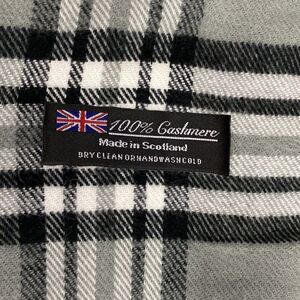 100% Cashmere
Made in Scotland
DRY CLEAN OR HAND WASH COLD